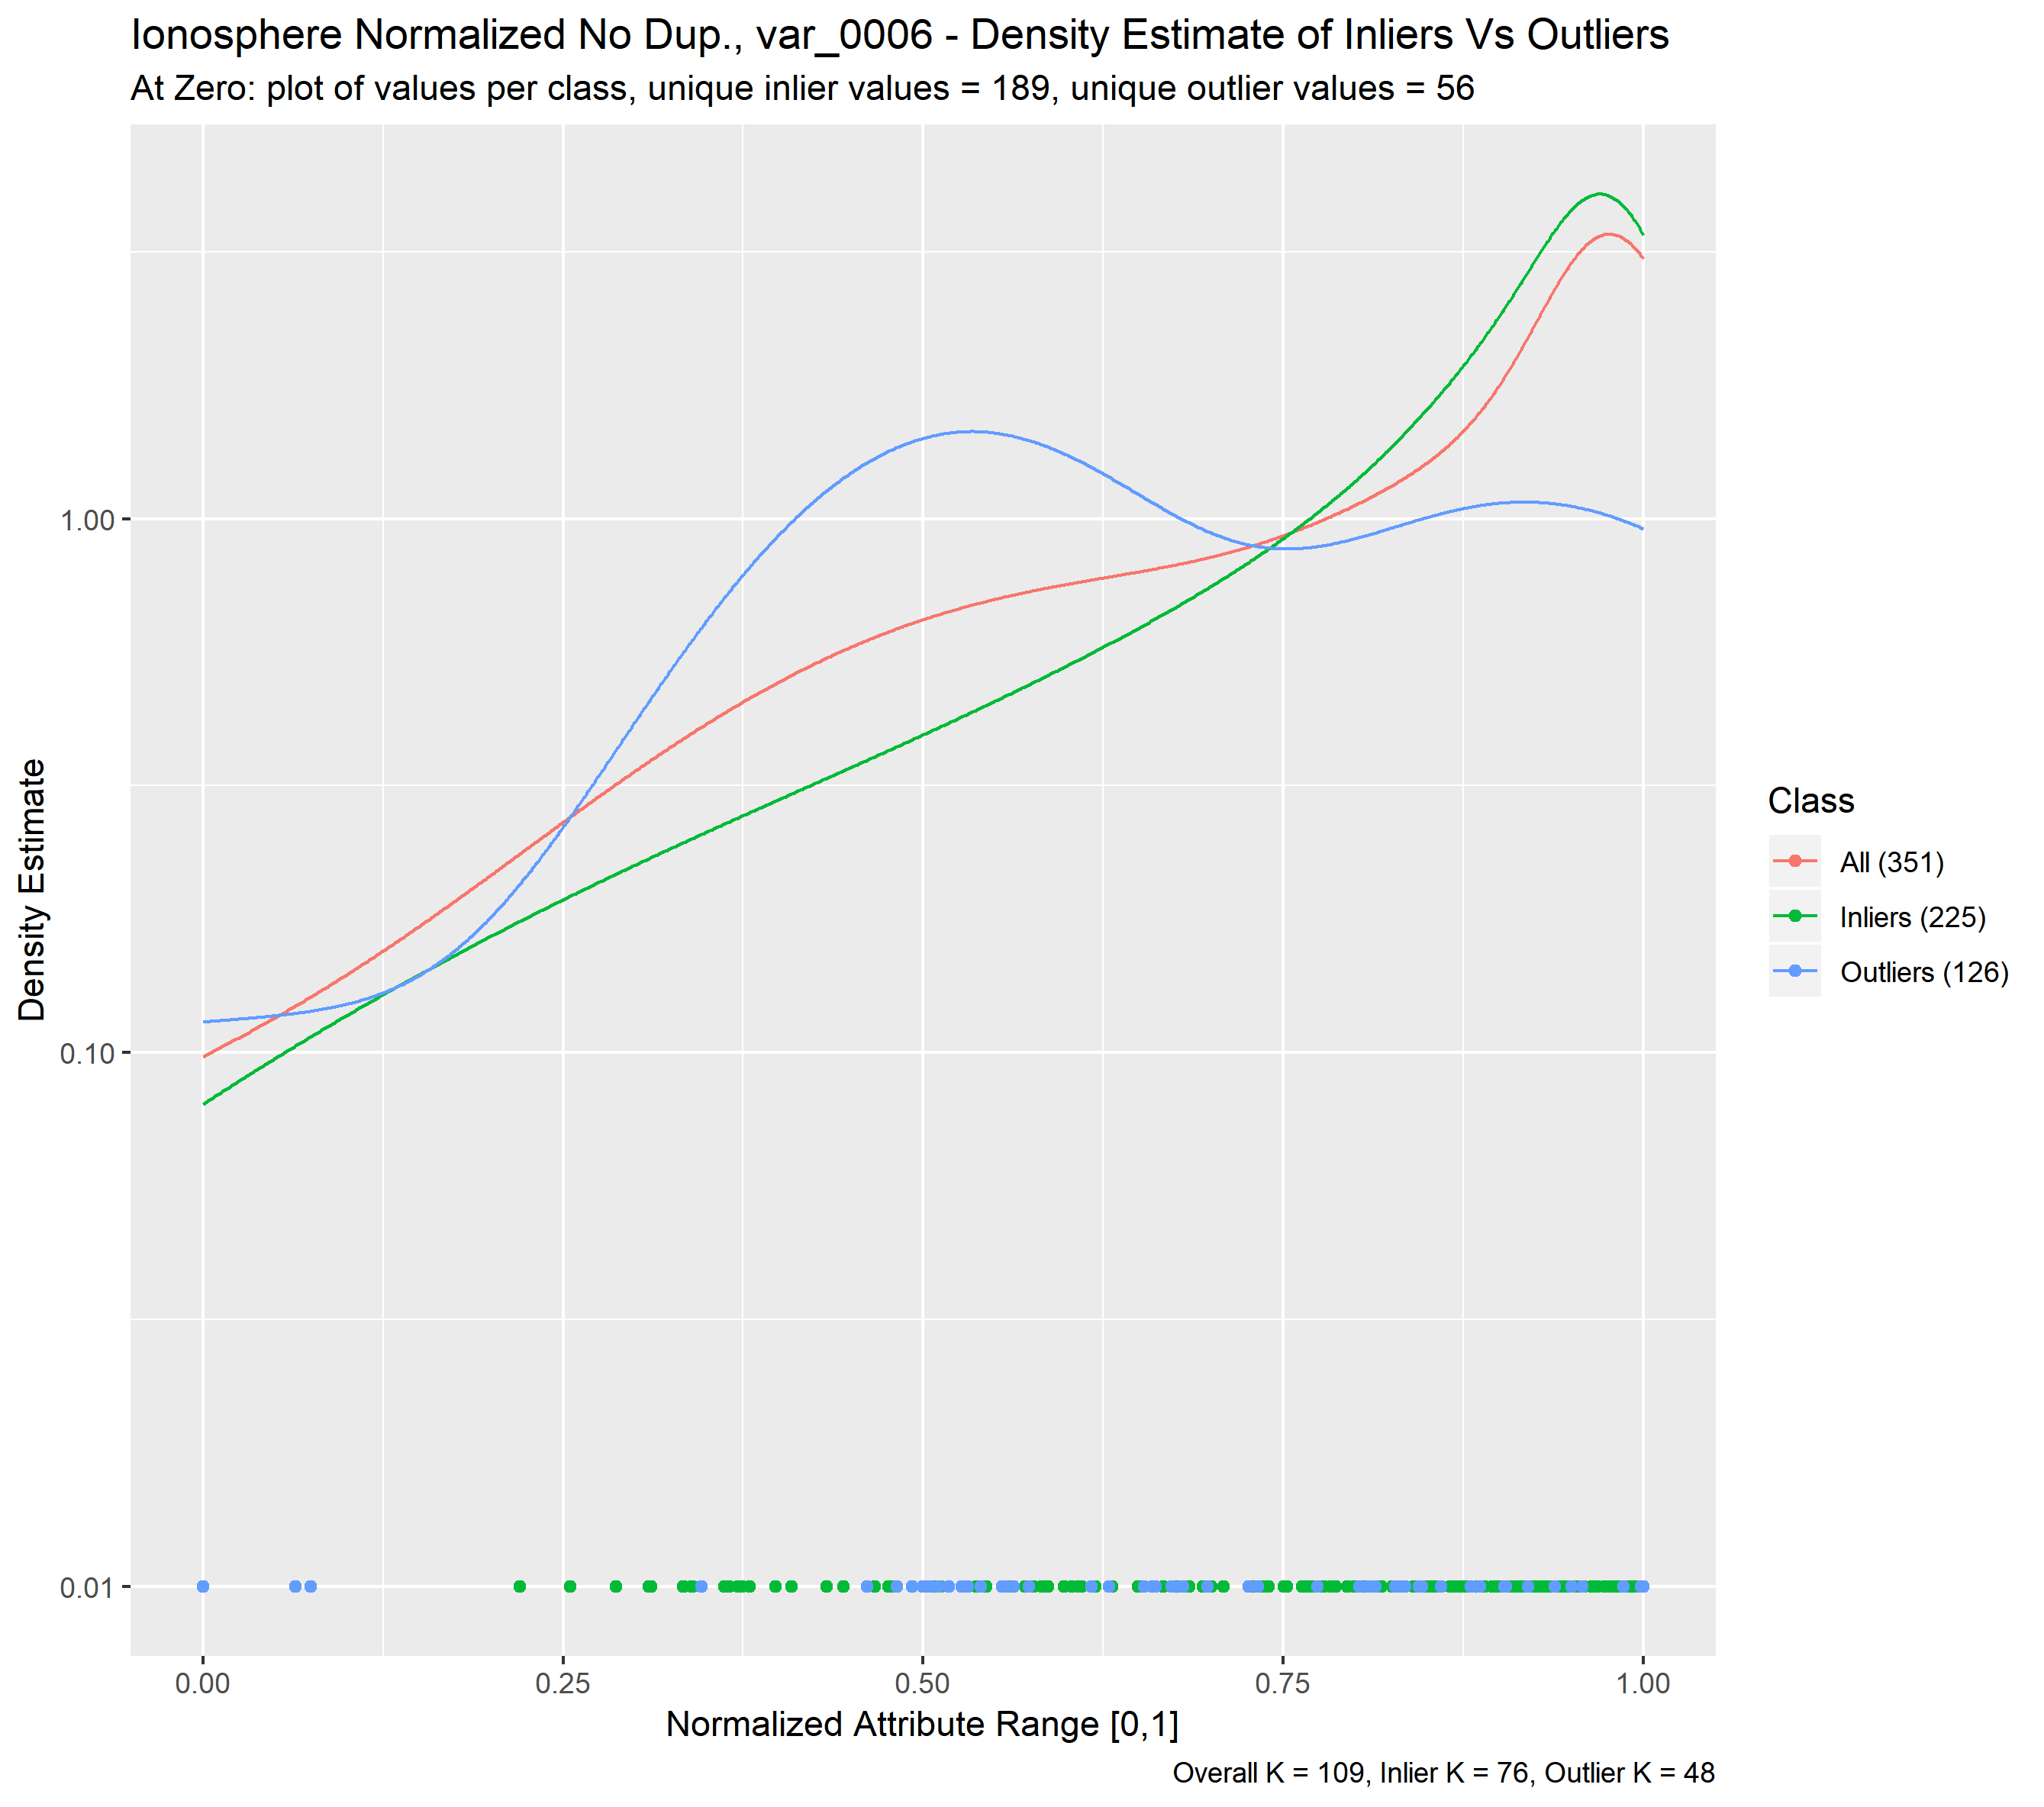 Ionosphere Normalized No Dup., var_0006 - Density Estimate of Inliers Vs Outliers
At Zero: plot of values per class, unique inlier values = 189, unique outlier values = 56
Density Estimate
1.00
0.10
0.01
0.00
0.25
0.50
0.75
1.00
Normalized Attribute Range [0,1]
Class
All (351)
Inliers (225)
Outliers (126)
Overall K = 109, Inlier K = 76, Outlier K = 48